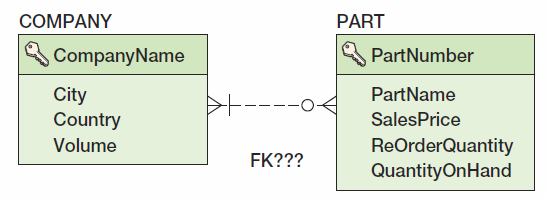 COMPANY
CompanyName
City
Country
Volume
FK???
PART
PartNumber
PartName
SalesPrice
ReOrderQuantity
QuantityOnHand